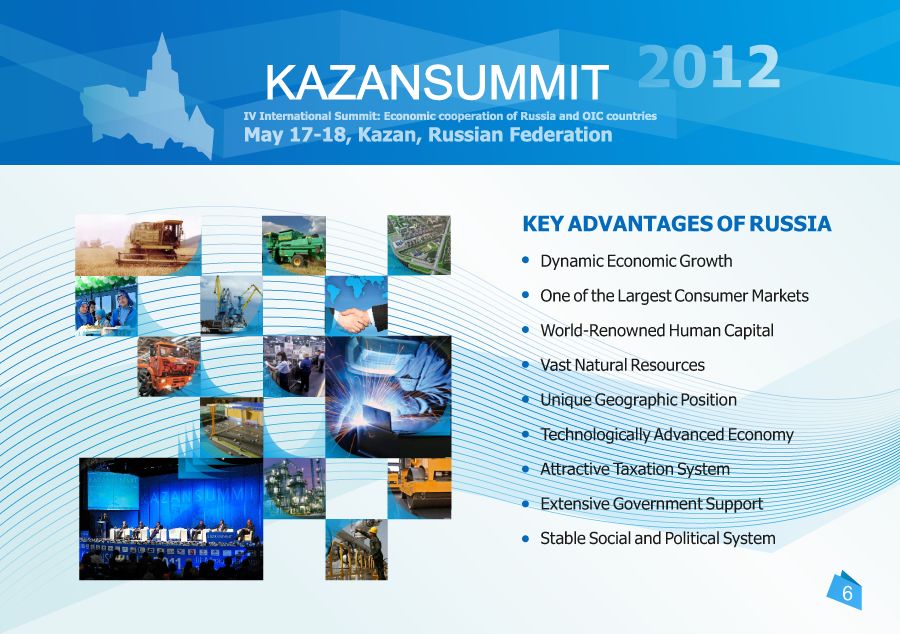 KAZANSUMMIT 2012
IV International Summit: Economic cooperation of Russia and OIC countries
May 17-18, Kazan, Russian Federation
KEY ADVANTAGES OF RUSSIA
• Dynamic Economic Growth
• One of the Largest Consumer Markets
• World-Renowned Human Capital
• Vast Natural Resources
• Unique Geographic Position
• Technologically Advanced Economy
• Attractive Taxation System
• Extensive Government Support
• Stable Social and Political System
AZANSUMMIT
2011
6